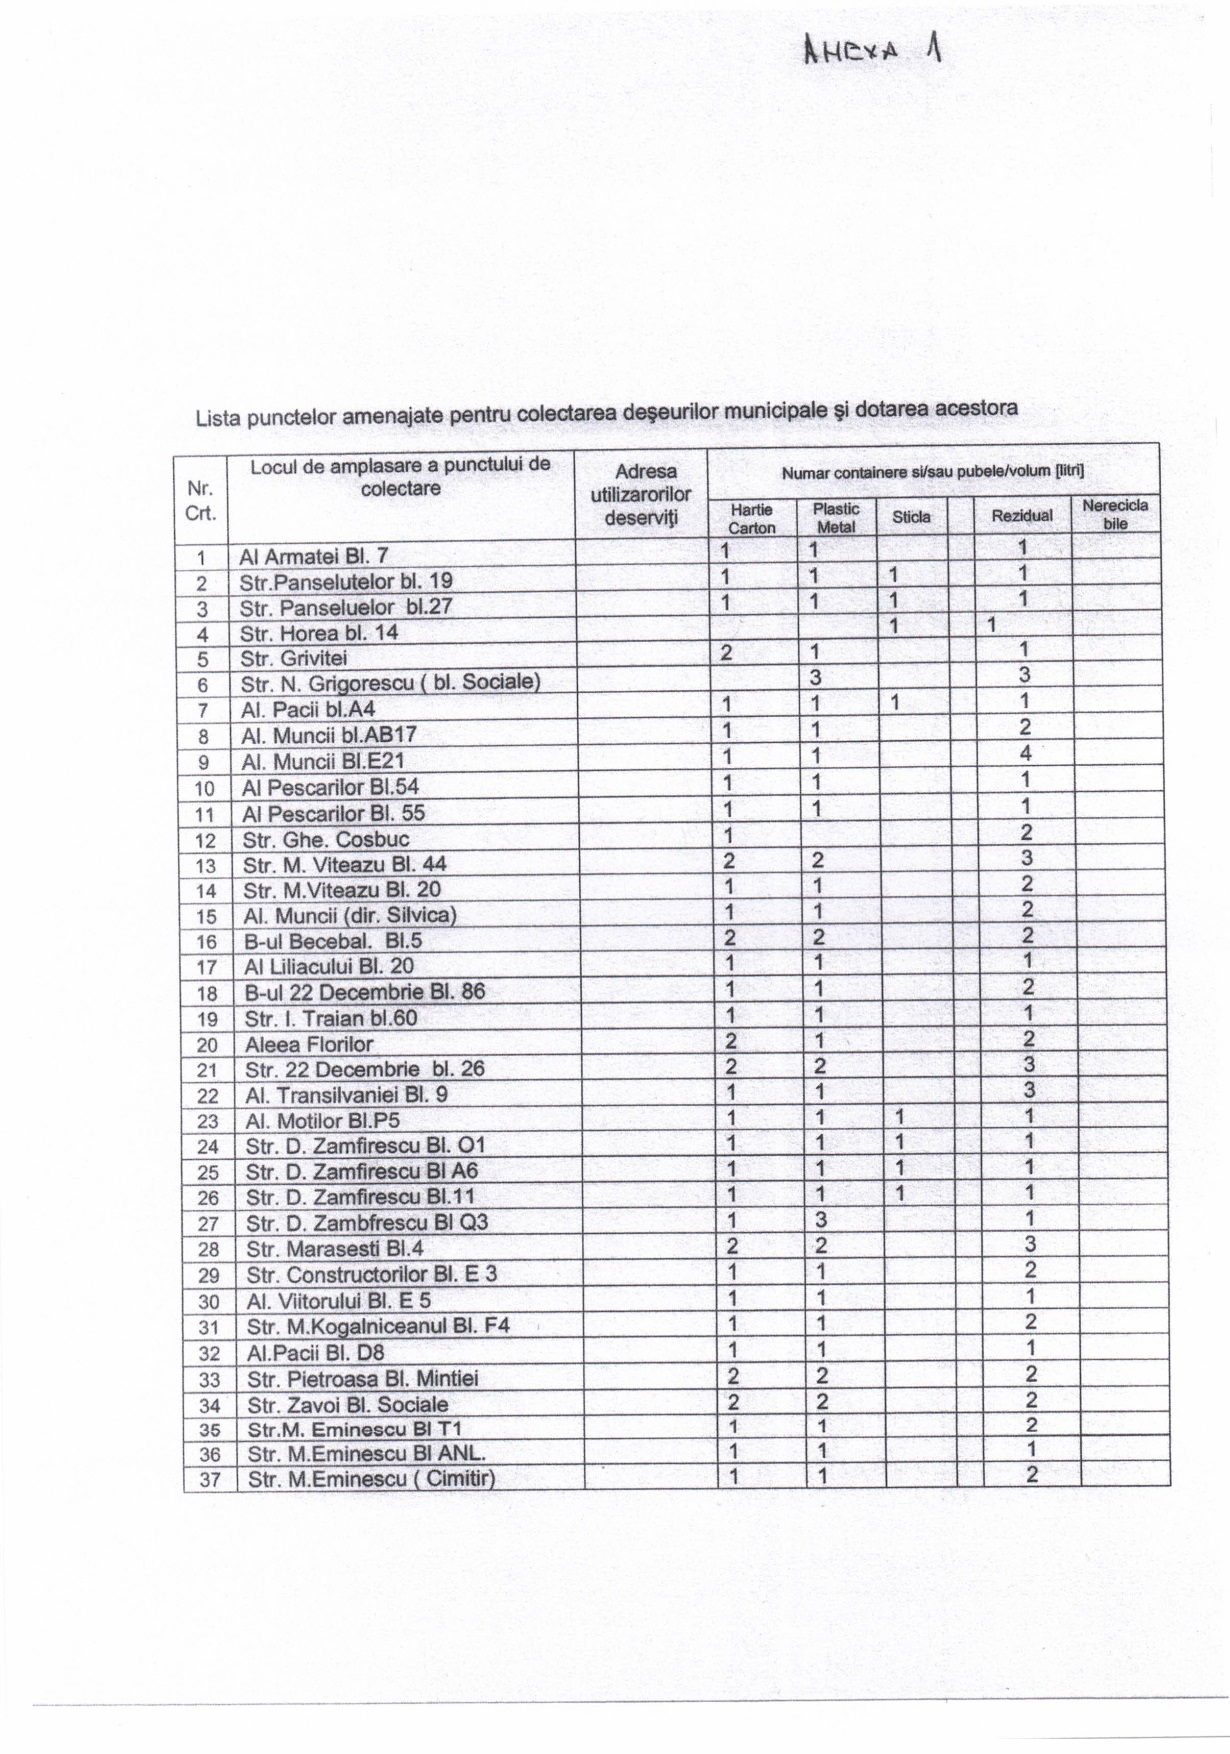 ANEXA 1
Lista punctelor amenajate pentru colectarea deşeurilor municipale şi dotarea acestora
Nr. Crt. Locul de amplasare a punctului de colectare Adresa utilizarorilor deserviţi Numar containere si/sau pubele/volum [litri]
Hartie Carton Plastic Metal Sticla Rezidual Nerecicla bile
1 Al Armatei Bl. 7 1 1 1
2 Str.Panselutelor bl. 19 1 1 1 1
3 Str. Panseluelor bl.27 1 1 1 1
4 Str. Horea bl. 14 1 1
5 Str. Grivitei 2 1 1
6 Str. N. Grigorescu ( bl. Sociale) 3 3
7 Al. Pacii bl.A4 1 1 1 1
8 Al. Muncii bl.AB17 1 1 2
9 Al. Muncii Bl.E21 1 1 4
10 Al Pescarilor Bl.54 1 1 1
11 Al Pescarilor Bl. 55 1 1 1
12 Str. Ghe. Cosbuc 1 2
13 Str. M. Viteazu Bl. 44 2 2 3
14 Str. M.Viteazu Bl. 20 1 1 2
15 Al. Muncii (dir. Silvica) 1 1 2
16 B-ul Becebal. Bl.5 2 2 2
17 Al Liliacului Bl. 20 1 1 1
18 B-ul 22 Decembrie Bl. 86 1 1 2
19 Str. I. Traian bl.60 1 1 1
20 Aleea Florilor 2 1 2
21 Str. 22 Decembrie bl. 26 2 2 3
22 Al. Transilvaniei Bl. 9 1 1 3
23 Al. Motilor Bl.P5 1 1 1 1
24 Str. D. Zamfirescu Bl. O1 1 1 1 1
25 Str. D. Zamfirescu Bl A6 1 1 1 1
26 Str. D. Zamfirescu Bl.11 1 1 1 1
27 Str. D. Zambfrescu Bl Q3 1 3 1
28 Str. Marasesti Bl.4 2 2 3
29 Str. Constructorilor Bl. E 3 1 1 2
30 Al. Viitorului Bl. E 5 1 1 1
31 Str. M.Kogalniceanul Bl. F4 1 1 2
32 Al.Pacii Bl. D8 1 1 1
33 Str. Pietroasa Bl. Mintiei 2 2 2
34 Str. Zavoi Bl. Sociale 2 2 2
35 Str.M. Eminescu Bl T1 1 1 2
36 Str. M.Eminescu Bl ANL. 1 1 1
37 Str. M.Eminescu ( Cimitir) 1 1 2